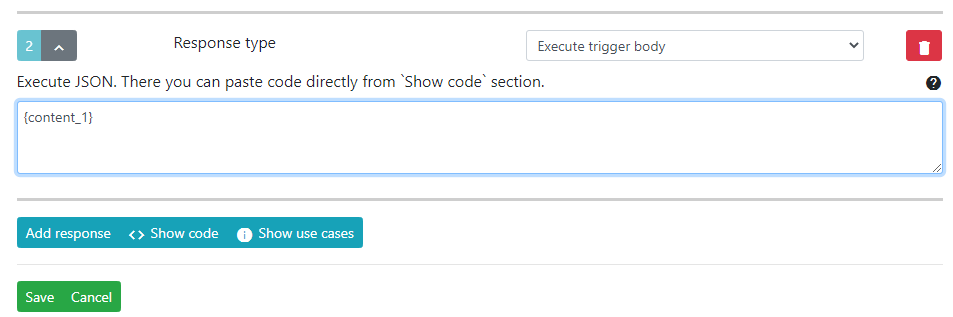 2 Response type Execute trigger body
Execute JSON. There you can paste code directly from `Show code` section.
{content_1}
Add response Show code Show use cases
Save Cancel